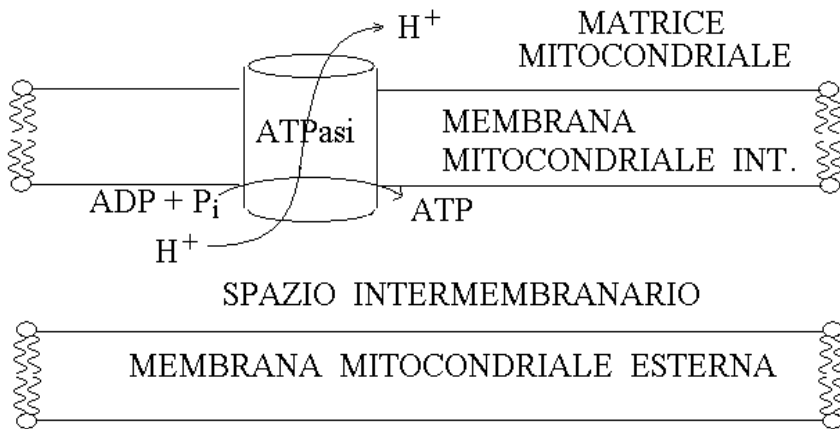 H+
MATRICE
MITOCONDRIALE
ATPasi
MEMBRANA
MITOCONDRIALE INT.
ADP + Pi
ATP
H+
SPAZIO INTERMEMBRANARIO
MEMBRANA MITOCONDRIALE ESTERNA